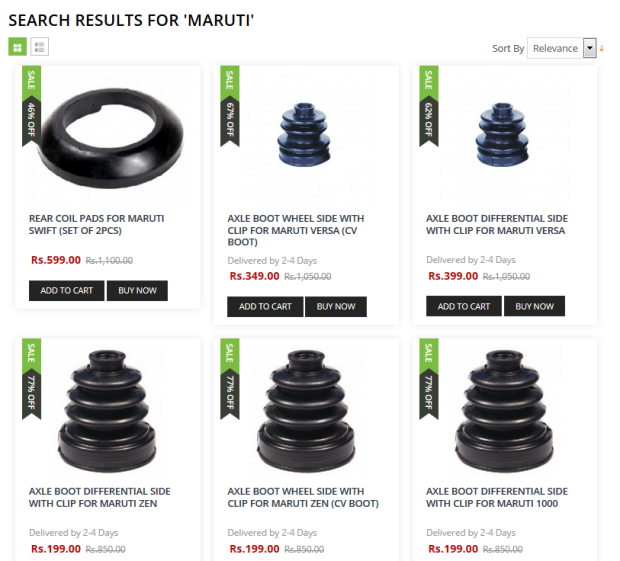 SEARCH RESULTS FOR 'MARUTI'
Sort By Relevance
SALE
46% OFF
REAR COIL PADS FOR MARUTI
SWIFT (SET OF 2PCS)
Rs.599.00 Rs.1,100.00
ADD TO CART BUY NOW
SALE
67% OFF
AXLE BOOT WHEEL SIDE WITH
CLIP FOR MARUTI VERSA (CV
BOOT)
Delivered by 2-4 Days
Rs.349.00 Rs.1,050.00
ADD TO CART BUY NOW
SALE
62% OFF
AXLE BOOT DIFFERENTIAL SIDE
WITH CLIP FOR MARUTI VERSA
Delivered by 2-4 Days
Rs.399.00 Rs.1,050.00
ADD TO CART BUY NOW
SALE
77% OFF
AXLE BOOT DIFFERENTIAL SIDE
WITH CLIP FOR MARUTI ZEN
Delivered by 2-4 Days
Rs.199.00 Rs.850.00
SALE
77% OFF
AXLE BOOT WHEEL SIDE WITH
CLIP FOR MARUTI ZEN (CV BOOT)
Delivered by 2-4 Days
Rs.199.00 Rs.850.00
SALE
77% OFF
AXLE BOOT DIFFERENTIAL SIDE
WITH CLIP FOR MARUTI 1000
Delivered by 2-4 Days
Rs.199.00 Rs.850.00